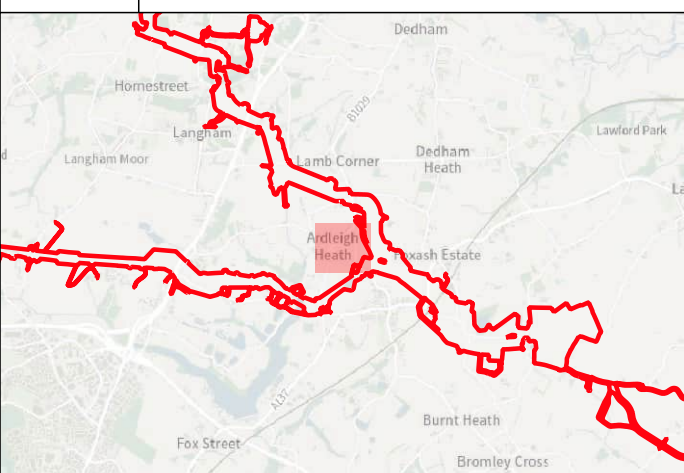 Dedham
Homestreet
B1029
Langham
Lawford Park
Langham Moor
Lamb Corner
Dedham
Heath
d
La
Ardleigh
Heath
Foxash Estate
A137
Burnt Heath
Fox Street
Bromley Cross